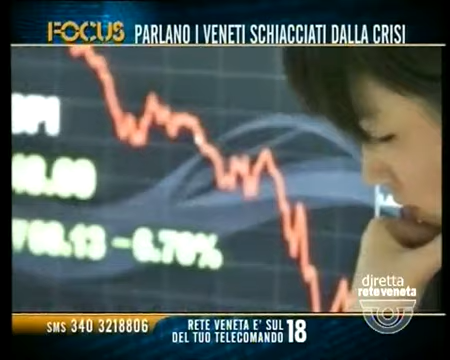 FOCUS PARLANO I VENETI SCHIACCIATI DALLA CRISI
-6.70%
diretta
rete veneta
SMS 340 3218806
RETE VENETA E' SUL
DEL TUO TELECOMANDO 18